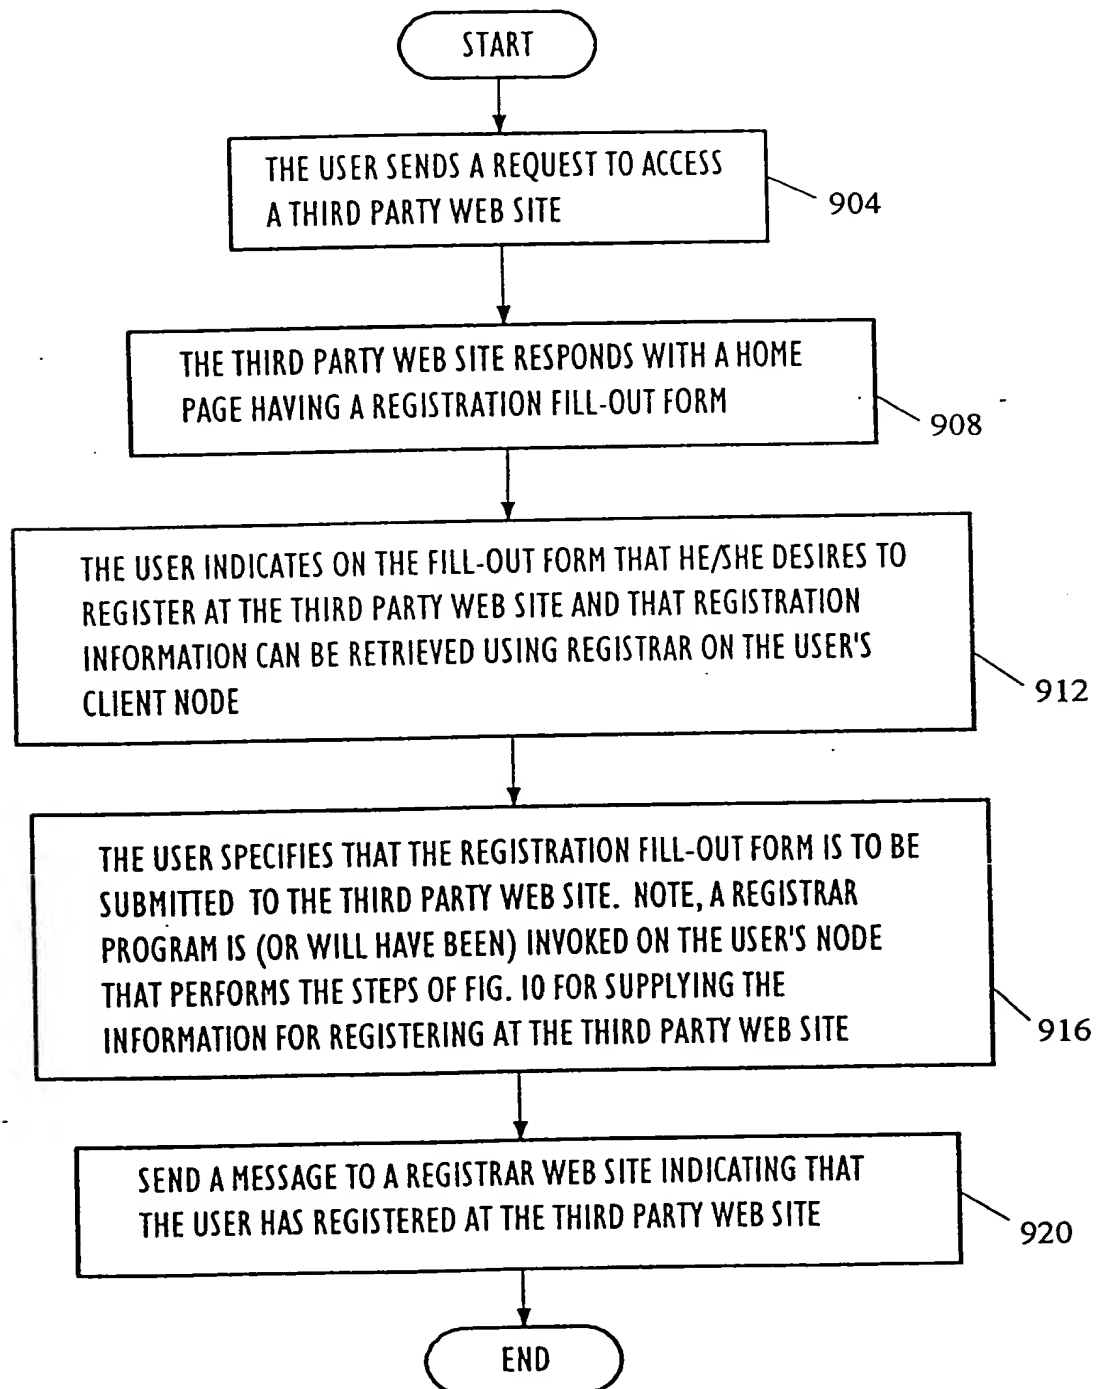 START
THE USER SENDS A REQUEST TO ACCESS
A THIRD PARTY WEB SITE
904
THE THIRD PARTY WEB SITE RESPONDS WITH A HOME
PAGE HAVING A REGISTRATION FILL-OUT FORM
908
THE USER INDICATES ON THE FILL-OUT FORM THAT HE/SHE DESIRES TO
REGISTER AT THE THIRD PARTY WEB SITE AND THAT REGISTRATION
INFORMATION CAN BE RETRIEVED USING REGISTRAR ON THE USER'S
CLIENT NODE
912
THE USER SPECIFIES THAT THE REGISTRATION FILL-OUT FORM IS TO BE
SUBMITTED TO THE THIRD PARTY WEB SITE. NOTE, A REGISTRAR
PROGRAM IS (OR WILL HAVE BEEN) INVOKED ON THE USER'S NODE
THAT PERFORMS THE STEPS OF FIG. 10 FOR SUPPLYING THE
INFORMATION FOR REGISTERING AT THE THIRD PARTY WEB SITE
916
SEND A MESSAGE TO A REGISTRAR WEB SITE INDICATING THAT
THE USER HAS REGISTERED AT THE THIRD PARTY WEB SITE
920
END